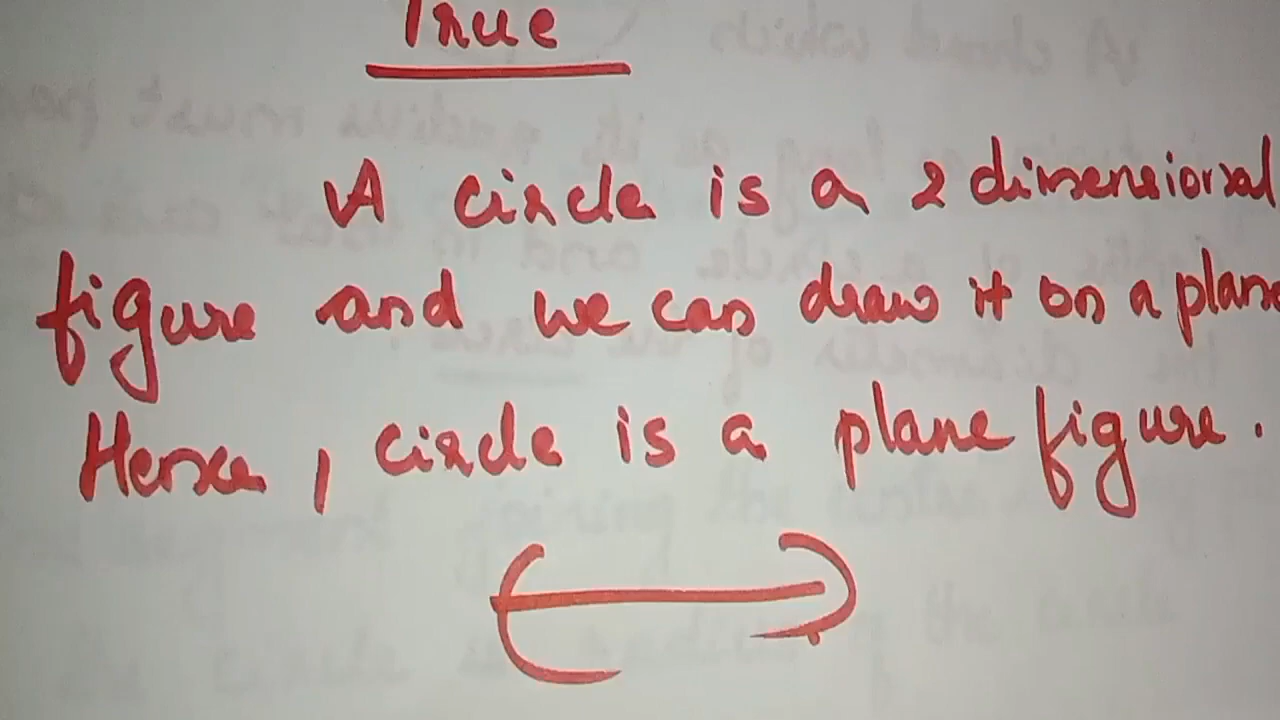 True
A circle is a 2 dimensional
figure and we can draw it on a plane
Hence, circle is a plane figure.